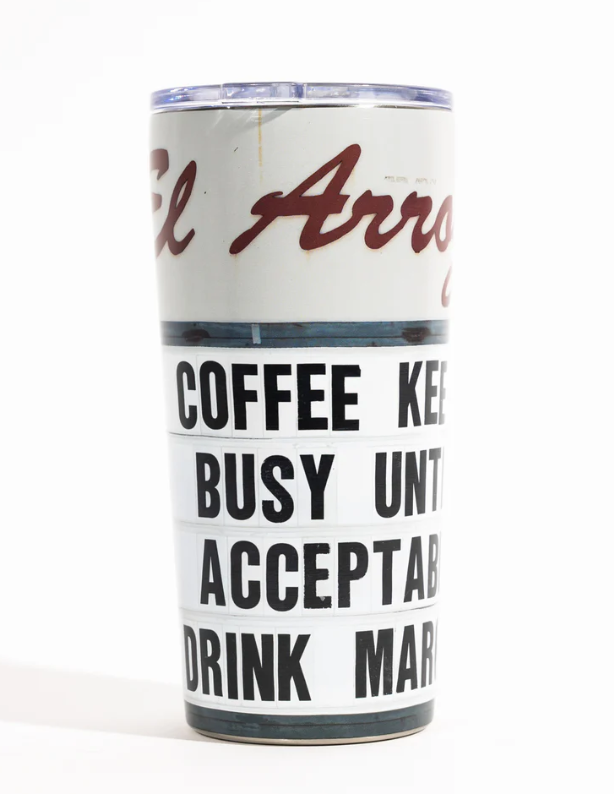 El Arro
COFFEE KEE
BUSY UNT
ACCEPTAB
DRINK MAR